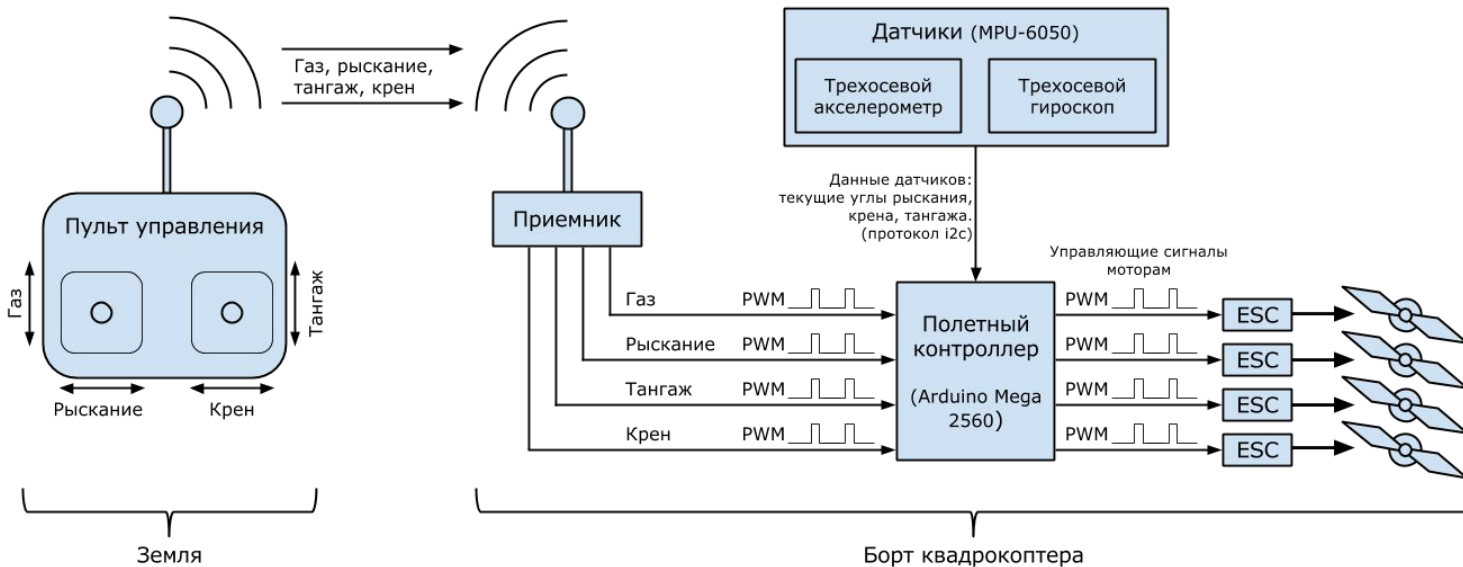 Газ, рыскание,
тангаж, крен
Датчики (MPU-6050)
Трехосевой
акселерометр
Трехосевой
гироскоп
Данные датчиков:
текущие углы рыскания,
крена, тангажа.
(протокол i2c)
Пульт управления
Газ
Тангаж
Рыскание
Крен
Приемник
Управляющие сигналы
моторам
Газ PWM
Рыскание PWM
Тангаж PWM
Крен PWM
Полетный
контроллер
(Arduino Mega
2560)
PWM ESC
PWM ESC
PWM ESC
PWM ESC
Земля
Борт квадрокоптера